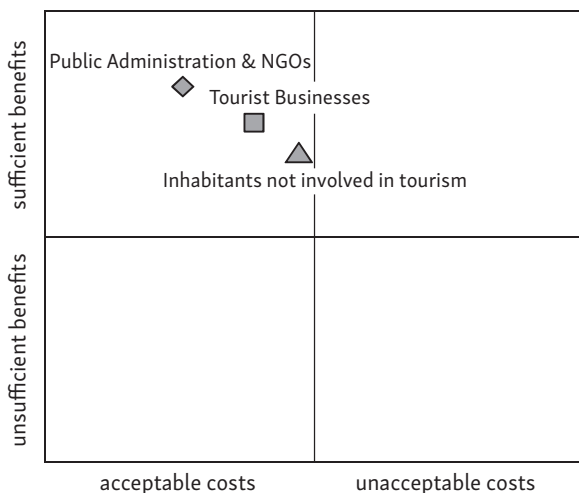 Public Administration & NGOs
Tourist Businesses
Inhabitants not involved in tourism
sufficient benefits
unsufficient benefits
acceptable costs
unacceptable costs